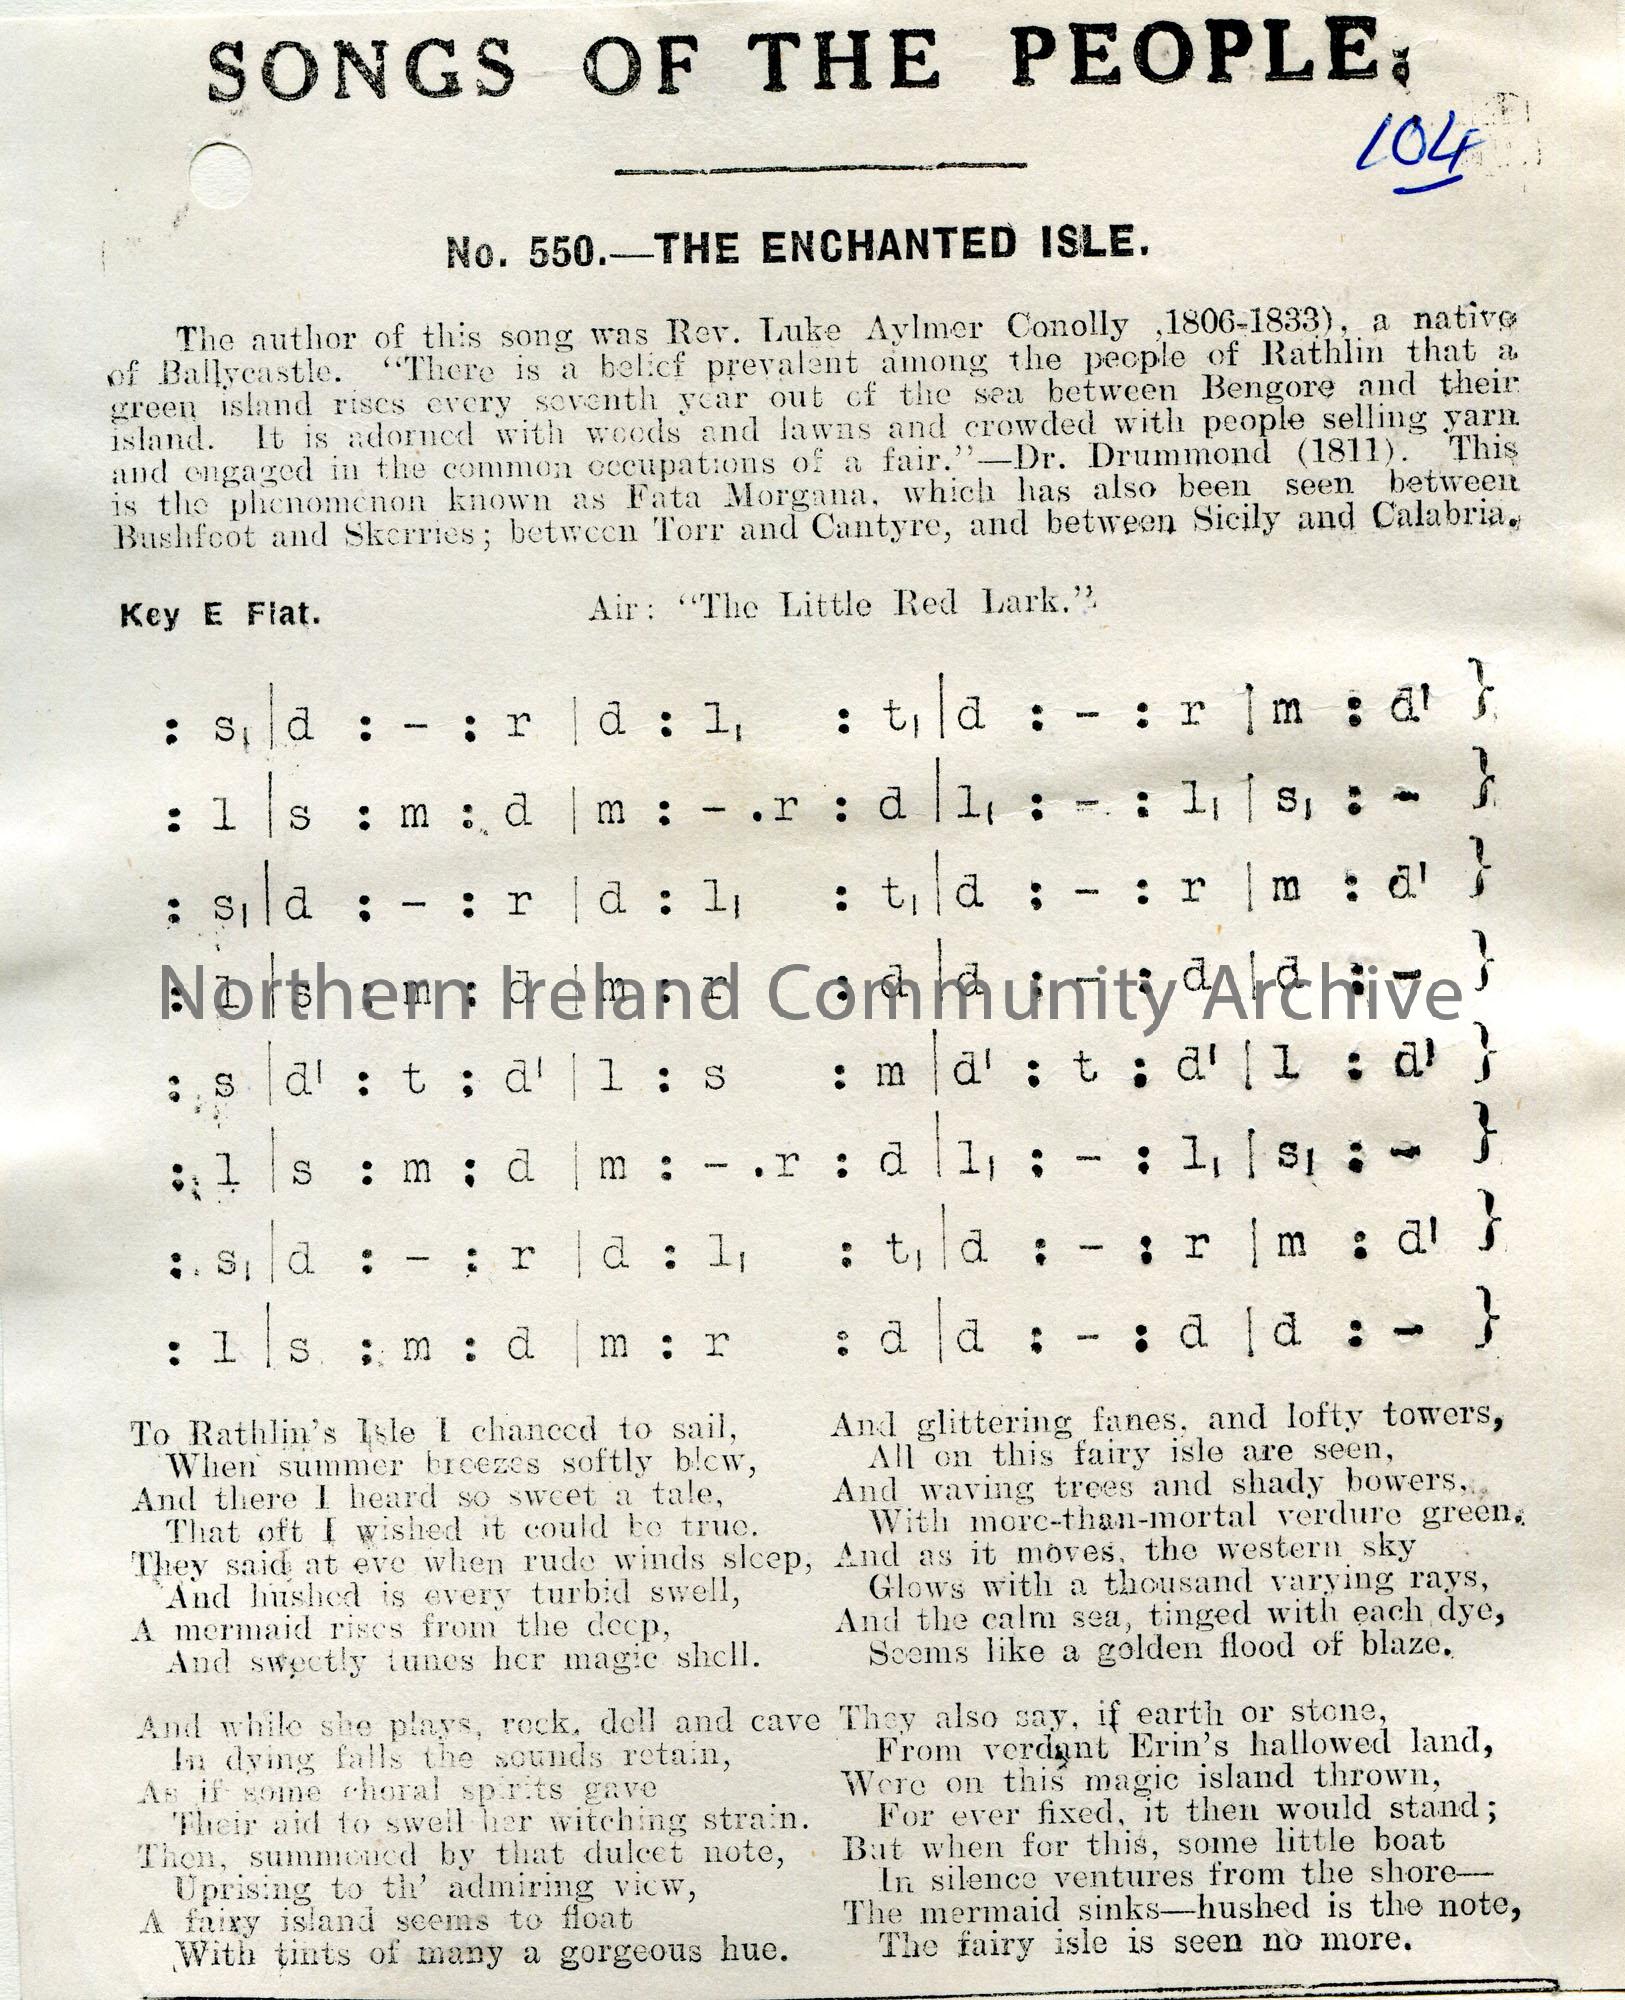 SONGS OF THE PEOPLE.
104
No. 550.—THE ENCHANTED ISLE.
The author of this song was Rev. Luke Aylmer Conolly ,1806-1833), a native
of Ballycastle. “There is a belief prevalent among the people of Rathlin that a
green island rises every seventh year out of the sea between Bengore and their
island. It is adorned with woods and lawns and crowded with people selling yarn
and engaged in the common occupations of a fair.”—Dr. Drummond (1811). This
is the phenomenon known as Fata Morgana, which has also been seen between
Bushfoot and Skerries; between Torr and Cantyre, and between Sicily and Calabria.
Key E Flat. Air: “The Little Red Lark.”
: s₁|d : – : r |d : l₁ : t₁|d : – : r |m : d' }
: l |s : m : d |m : – .r : d |l₁ : – : l₁ |s₁ : – }
: s₁|d : – : r |d : l₁ : t₁|d : – : r |m : d' }
: l |s : m : d |m : r : d |d : – : d |d : – }
Northern Ireland Community Archive
: s |d' : t : d' |l : s : m |d' : t : d' |l : d' }
: l |s : m : d |m : – .r : d |l₁ : – : l₁ |s₁ : – }
: s₁|d : – : r |d : l₁ : t₁|d : – : r |m : d' }
: l |s : m : d |m : r : d |d : – : d |d : – }
To Rathlin's Isle I chanced to sail,
When summer breezes softly blew,
And there I heard so sweet a tale,
That oft I wished it could be true.
They said at eve when rude winds sleep,
And hushed is every turbid swell,
A mermaid rises from the deep,
And sweetly tunes her magic shell.
And while she plays, rock, dell and cave
In dying falls the sounds retain,
As if some choral spirits gave
Their aid to swell her witching strain.
Then, summoned by that dulcet note,
Uprising to th' admiring view,
A fairy island seems to float
With tints of many a gorgeous hue.
And glittering fanes, and lofty towers,
All on this fairy isle are seen,
And waving trees and shady bowers,
With more-than-mortal verdure green.
And as it moves, the western sky
Glows with a thousand varying rays,
And the calm sea, tinged with each dye,
Seems like a golden flood of blaze.
They also say, if earth or stone,
From verdant Erin's hallowed land,
Were on this magic island thrown,
For ever fixed, it then would stand;
But when for this, some little boat
In silence ventures from the shore—
The mermaid sinks—hushed is the note,
The fairy isle is seen no more.